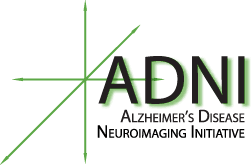 ADNI
Alzheimer's Disease
Neuroimaging Initiative